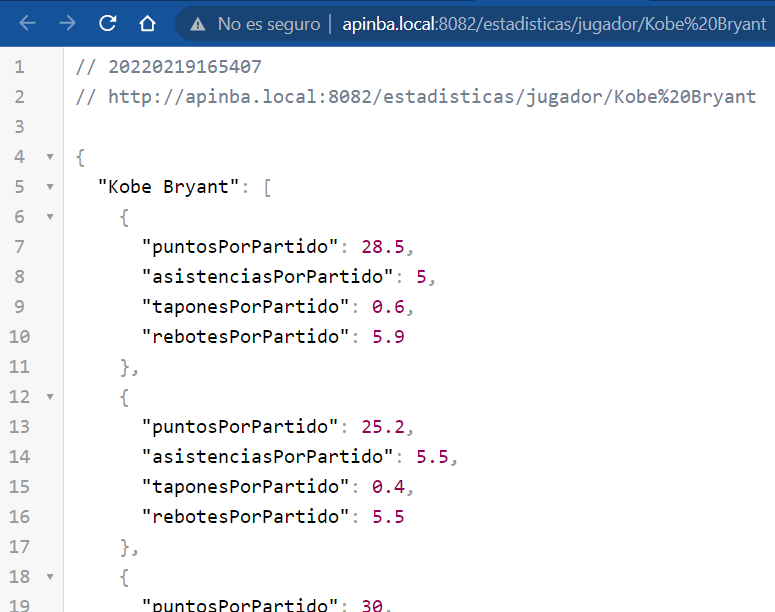 No es seguro | apinba.local:8082/estadisticas/jugador/Kobe%20Bryant
1 // 20220219165407
2 // http://apinba.local:8082/estadisticas/jugador/Kobe%20Bryant
3
4 {
5 "Kobe Bryant": [
6 {
7 "puntosPorPartido": 28.5,
8 "asistenciasPorPartido": 5,
9 "taponesPorPartido": 0.6,
10 "rebotesPorPartido": 5.9
11 },
12 {
13 "puntosPorPartido": 25.2,
14 "asistenciasPorPartido": 5.5,
15 "taponesPorPartido": 0.4,
16 "rebotesPorPartido": 5.5
17 },
18 {
19 "puntosPorPartido": 30,